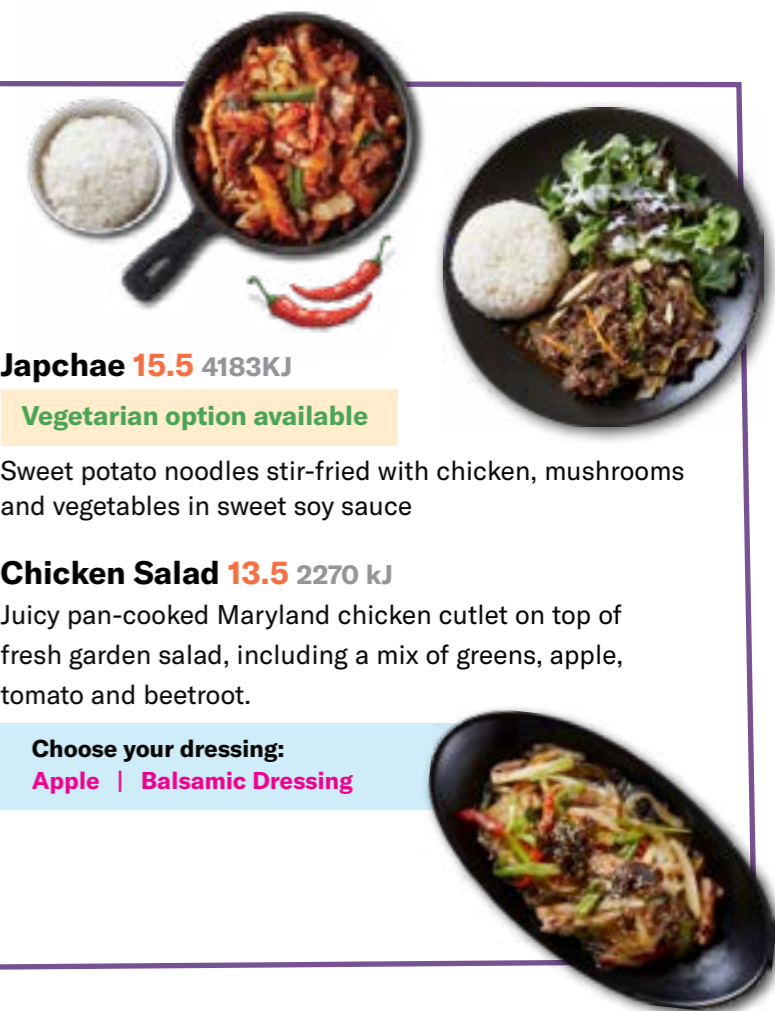 Japchae 15.5 4183KJ
Vegetarian option available
Sweet potato noodles stir-fried with chicken, mushrooms
and vegetables in sweet soy sauce
Chicken Salad 13.5 2270 kJ
Juicy pan-cooked Maryland chicken cutlet on top of
fresh garden salad, including a mix of greens, apple,
tomato and beetroot.
Choose your dressing:
Apple | Balsamic Dressing